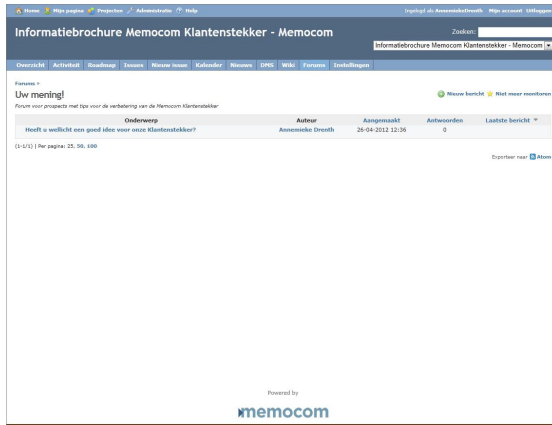 Home Mijn pagina Projecten Administratie Help Ingelogd als AnnemiekeDrenth Mijn account Uitloggen
Informatiebrochure Memocom Klantenstekker - Memocom
Zoeken:
Informatiebrochure Memocom Klantenstekker - Memocom
Overzicht Activiteit Roadmap Issues Nieuw issue Kalender Nieuws DMS Wiki Forums Instellingen
Forums »
Uw mening!
Nieuw bericht Niet meer monitoren
Forum voor prospects met tips voor de verbetering van de Memocom Klantenstekker
Onderwerp Auteur Aangemaakt Antwoorden Laatste bericht
Heeft u wellicht een goed idee voor onze Klantenstekker? Annemieke Drenth 26-04-2012 12:36 0
(1-1/1) | Per pagina: 25, 50, 100
Exporteer naar Atom
Powered by
memocom